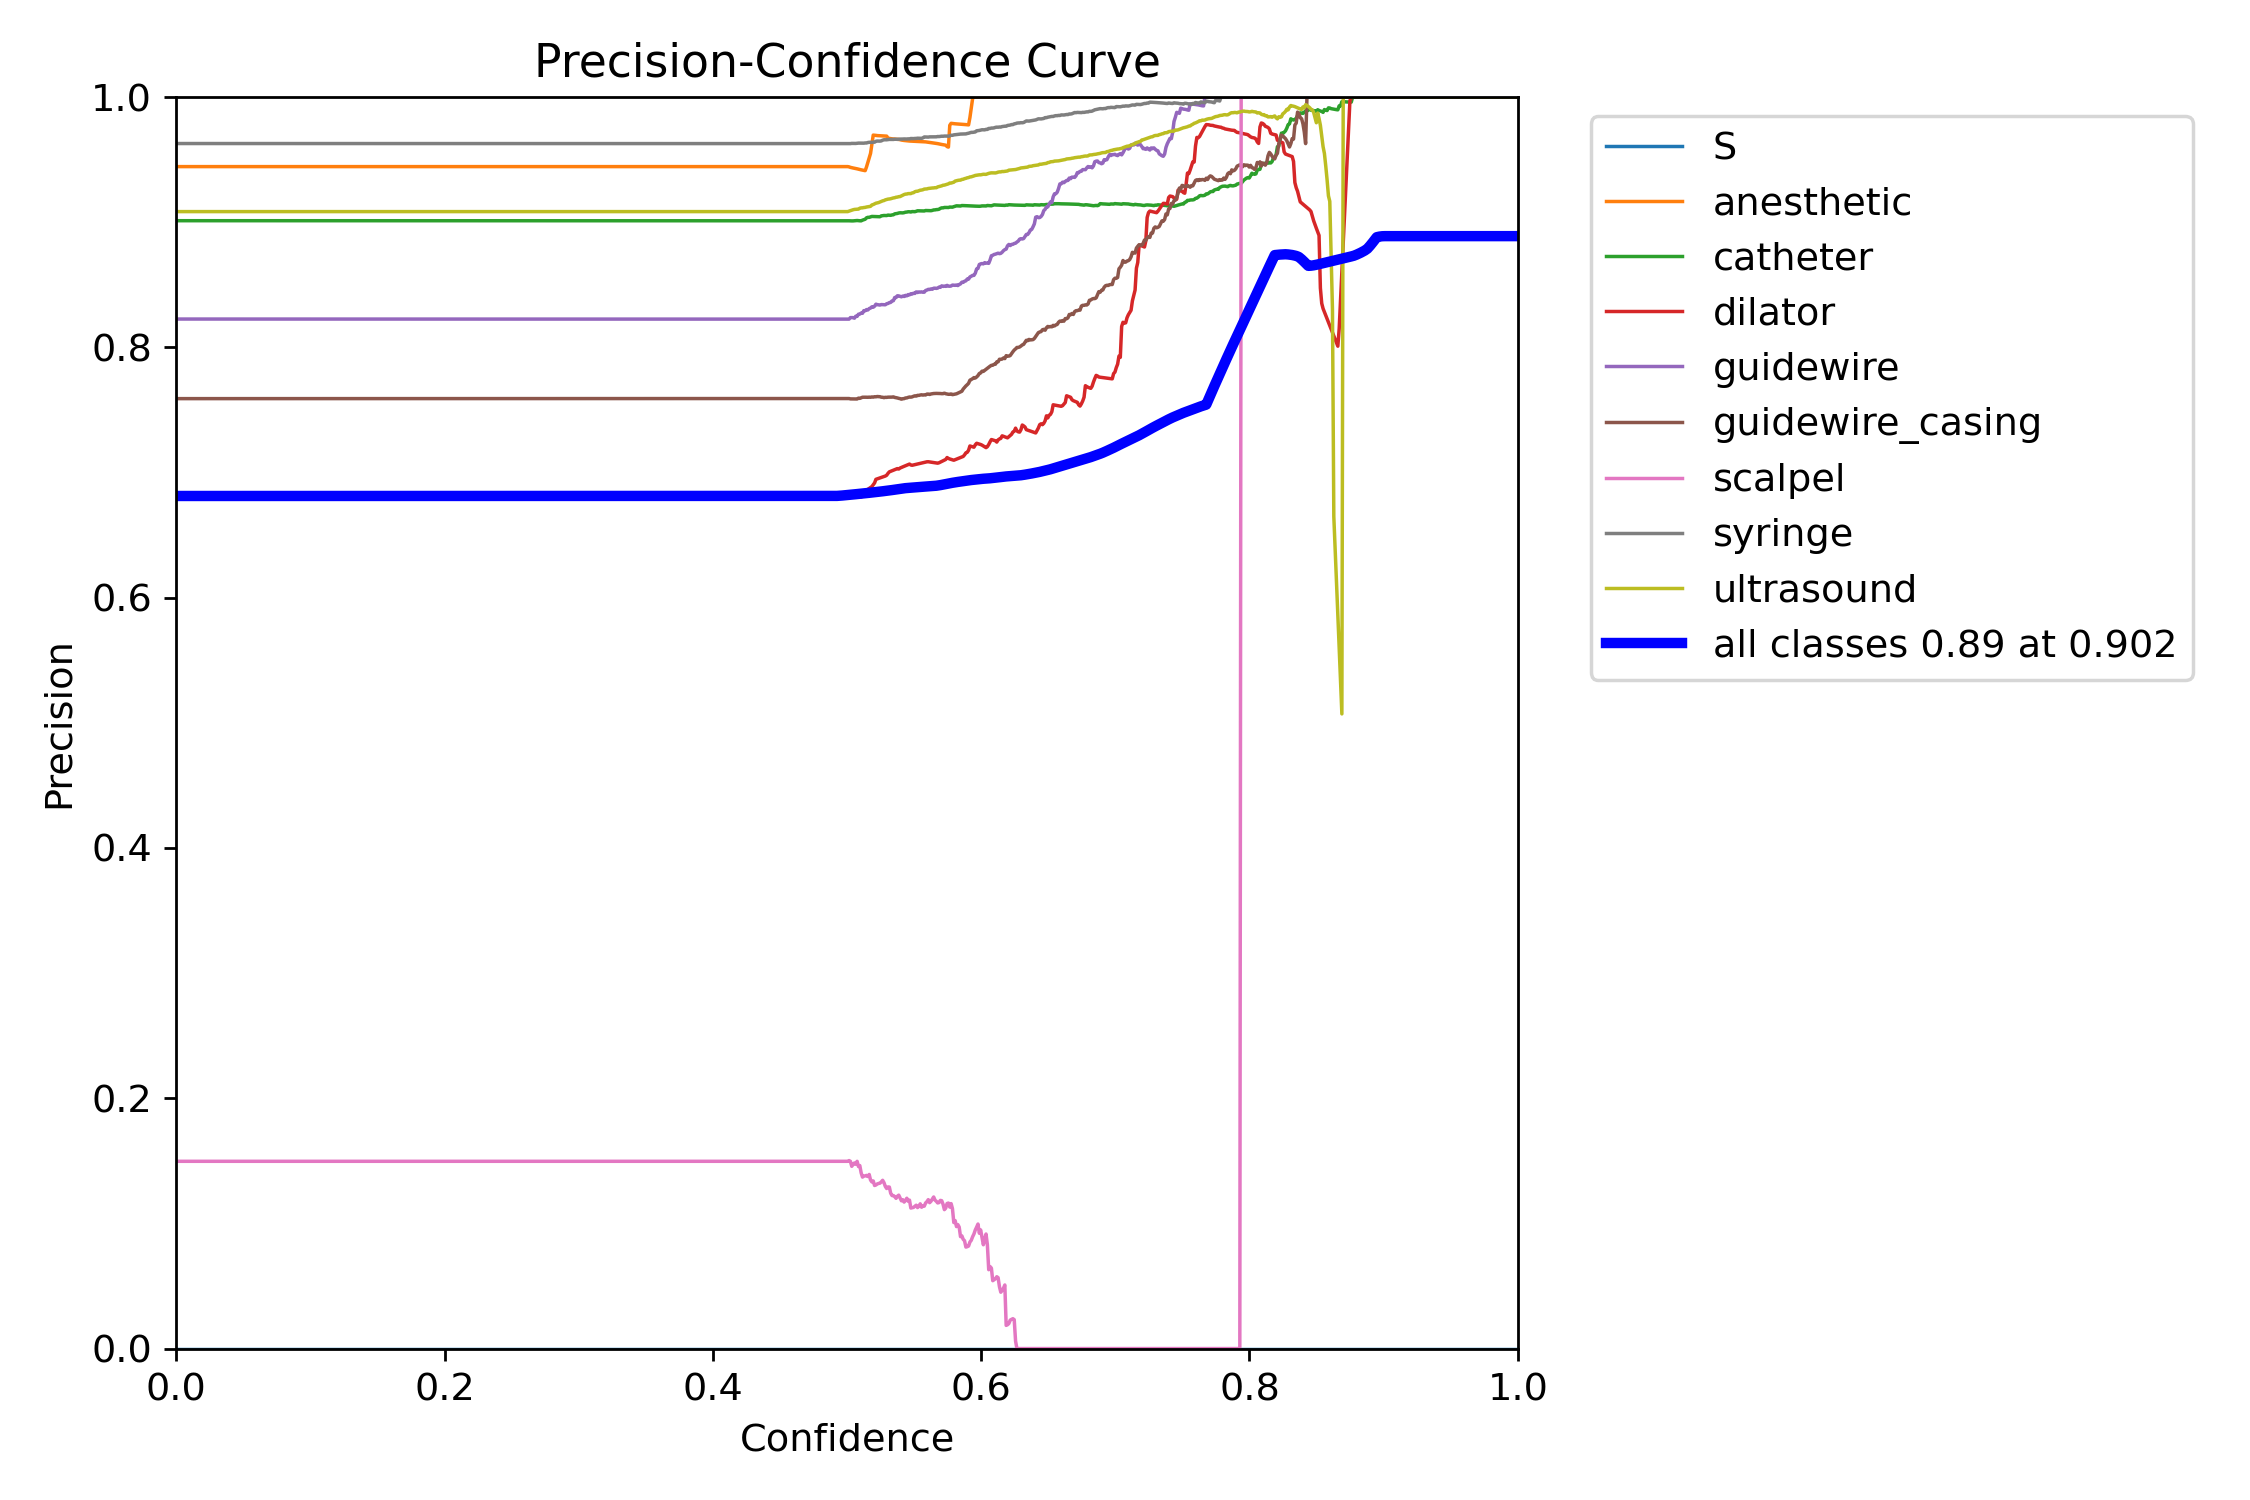 Precision-Confidence Curve
1.0
0.8
0.6
0.4
0.2
0.0
Precision
0.0 0.2 0.4 0.6 0.8 1.0
Confidence
S
anesthetic
catheter
dilator
guidewire
guidewire_casing
scalpel
syringe
ultrasound
all classes 0.89 at 0.902